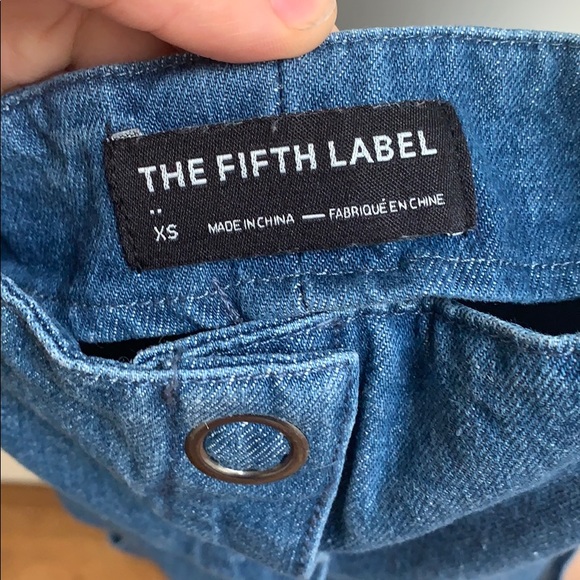 THE FIFTH LABEL
XS MADE IN CHINA — FABRIQUÉ EN CHINE